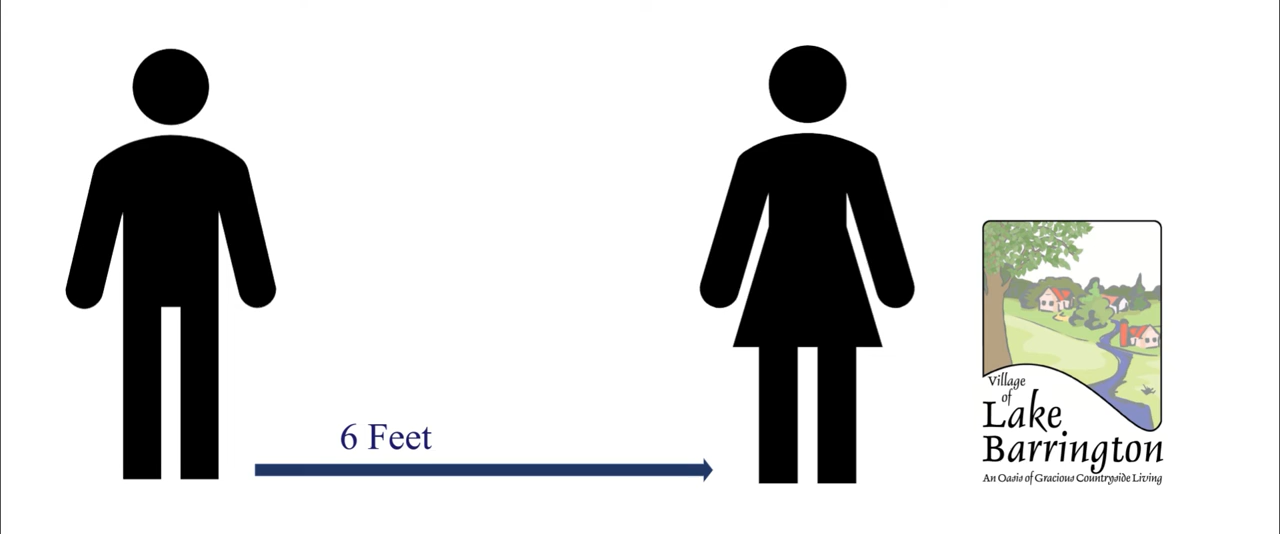 6 Feet
Village
of
Lake
Barrington
An Oasis of Gracious Countryside Living